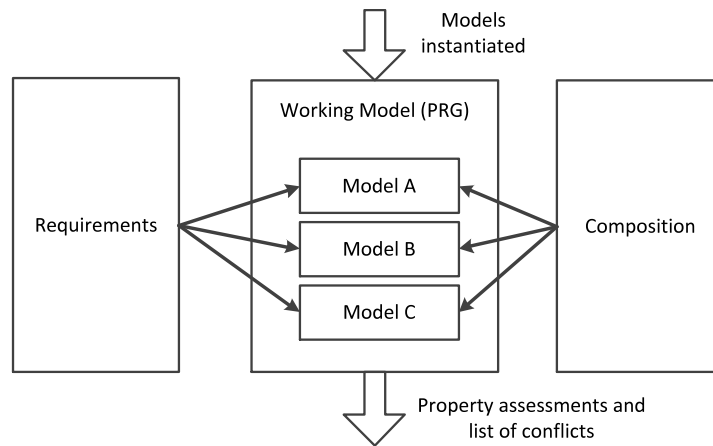 Models
instantiated
Working Model (PRG)
Model A
Requirements
Composition
Model B
Model C
Property assessments and
list of conflicts